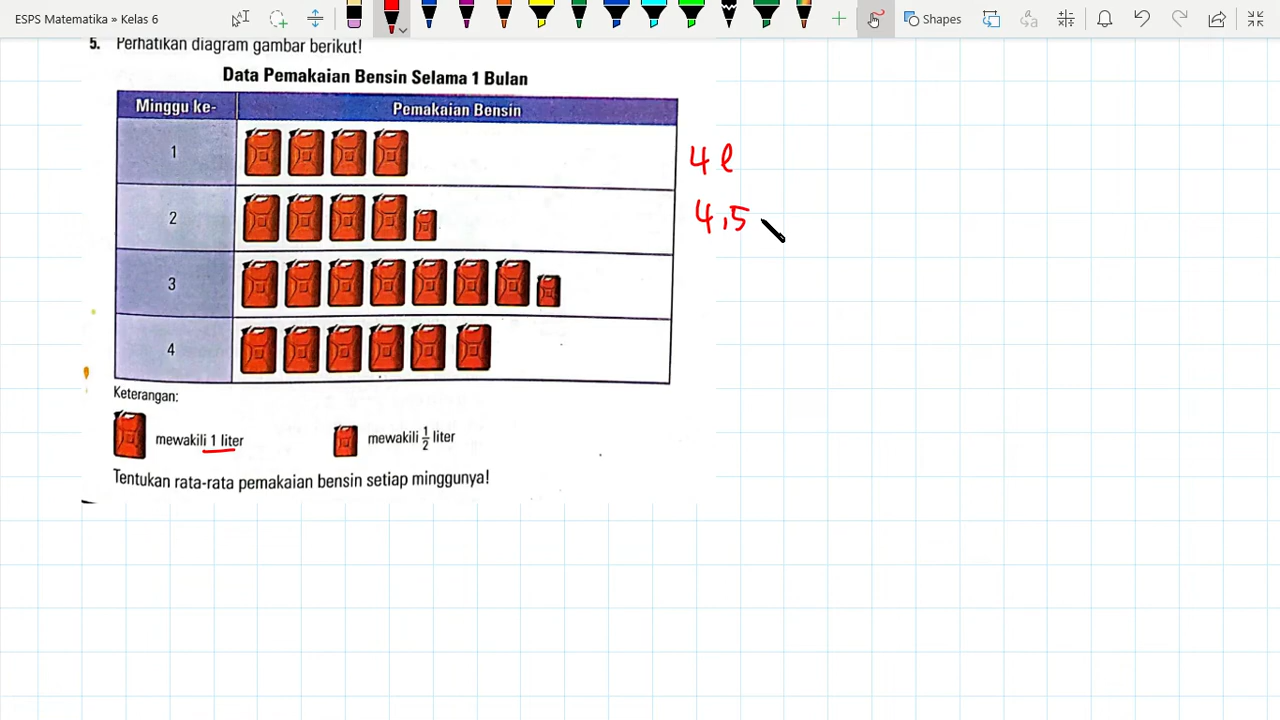 ESPS Matematika » Kelas 6
Shapes
5. Perhatikan diagram gambar berikut!
Data Pemakaian Bensin Selama 1 Bulan
Minggu ke- Pemakaian Bensin
1 4 l
2 4,5
3
4
Keterangan:
mewakili 1 liter mewakili 1/2 liter
Tentukan rata-rata pemakaian bensin setiap minggunya!